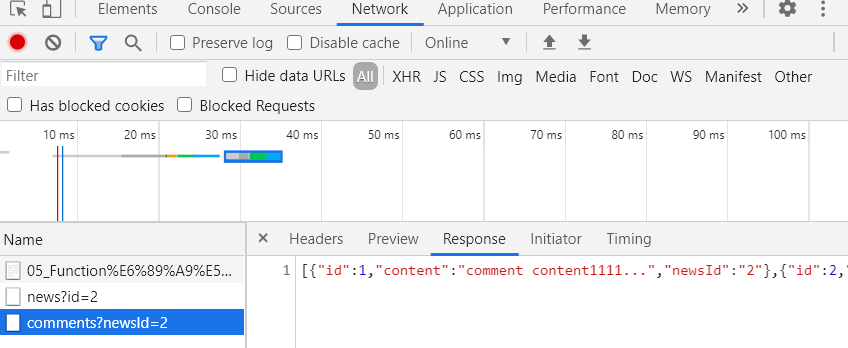 Elements Console Sources Network Application Performance Memory »
Preserve log Disable cache Online
Filter Hide data URLs All XHR JS CSS Img Media Font Doc WS Manifest Other
Has blocked cookies Blocked Requests
10 ms 20 ms 30 ms 40 ms 50 ms 60 ms 70 ms 80 ms 90 ms 100 ms
Name × Headers Preview Response Initiator Timing
05_Function%E6%89%A9%E5... 1 [{"id":1,"content":"comment content1111...","newsId":"2"},{"id":2,"
news?id=2
comments?newsId=2